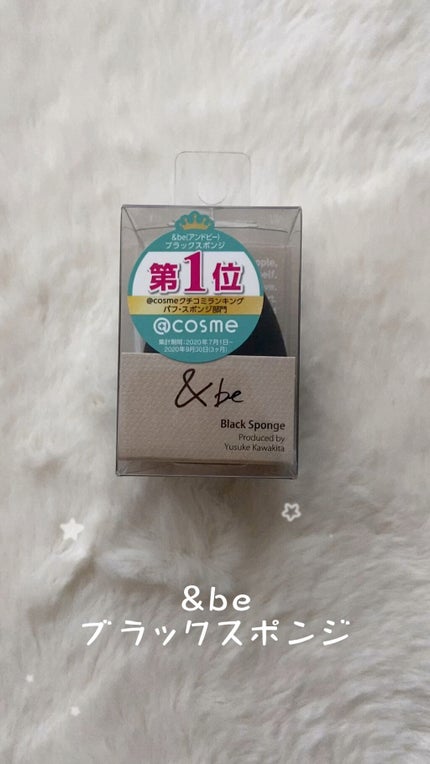 &be(アンドビー)
ブラックスポンジ
第1位
@cosmeクチコミランキング
パフ・スポンジ部門
@cosme
集計期間:2020年7月1日~
2020年9月30日(3ヶ月)
&be
Black Sponge
Produced by
Yusuke Kawakita
&be
ブラックスポンジ